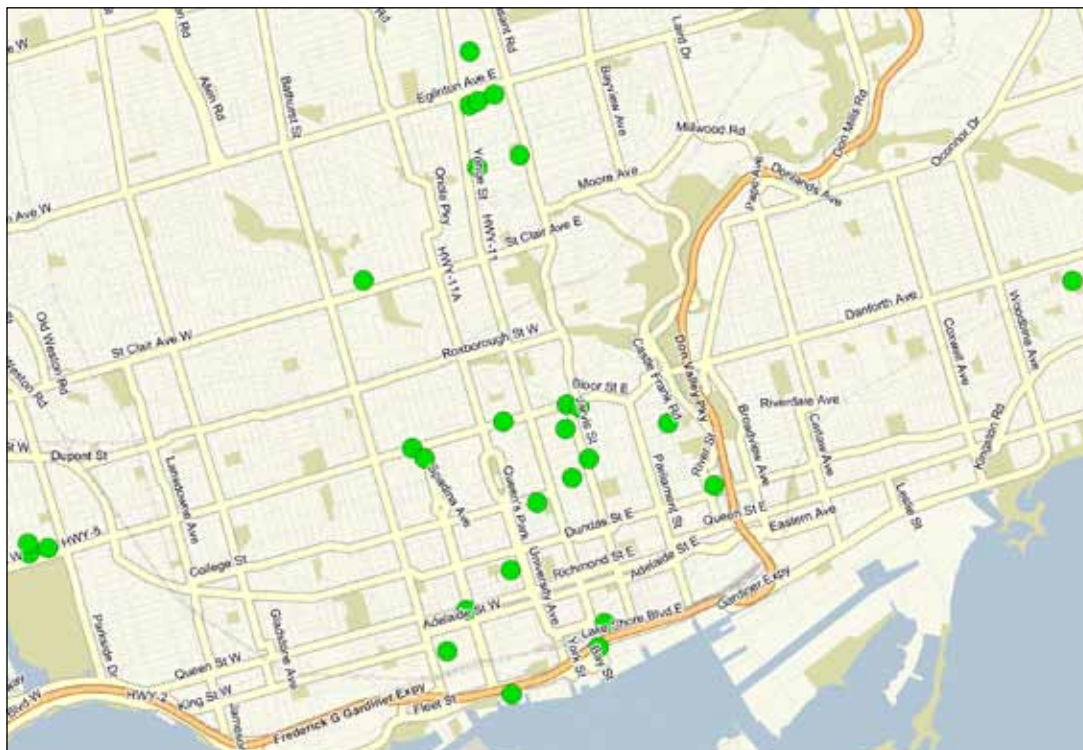 Allen Rd
Bathurst St
Eglinton Ave E
Laird Dr
Bayview Ave
Millwood Rd
Don Mills Rd
Oconnor Dr
Donlands Ave
Pape Ave
Moore Ave
Yonge St
Oriole Pky
HWY-11
St Clair Ave E
HWY-11A
Old Weston Rd
St Clair Ave W
Roxborough St W
Danforth Ave
Woodbine Ave
Coxwell Ave
Don Valley Pky
Castle Frank Rd
Bloor St E
Jarvis St
Riverdale Ave
Kingston Rd
Dupont St
Lansdowne Ave
Spadina Ave
Queen's Park
River St
Broadview Ave
Carlaw Ave
Parliament St
Leslie St
Queen St E
Eastern Ave
Dundas St E
HWY-5
College St
Richmond St E
Adelaide St E
University Ave
Gardiner Expy
Adelaide St W
Lake Shore Blvd E
Gladstone Ave
Parkside Dr
Queen St W
York St
Bay St
King St W
HWY-2
Fleet St
Frederick G Gardiner Expy
Blvd W